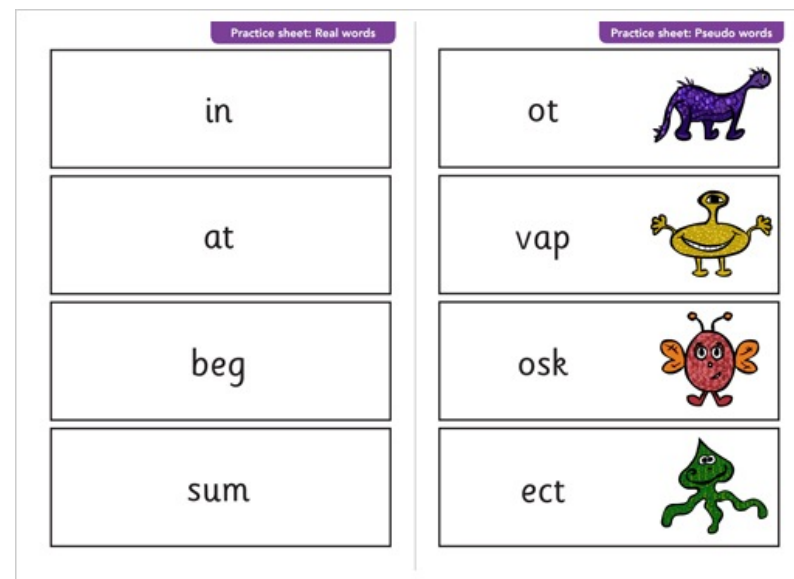 Practice sheet: Real words
in
at
beg
sum
Practice sheet: Pseudo words
ot
vap
osk
ect